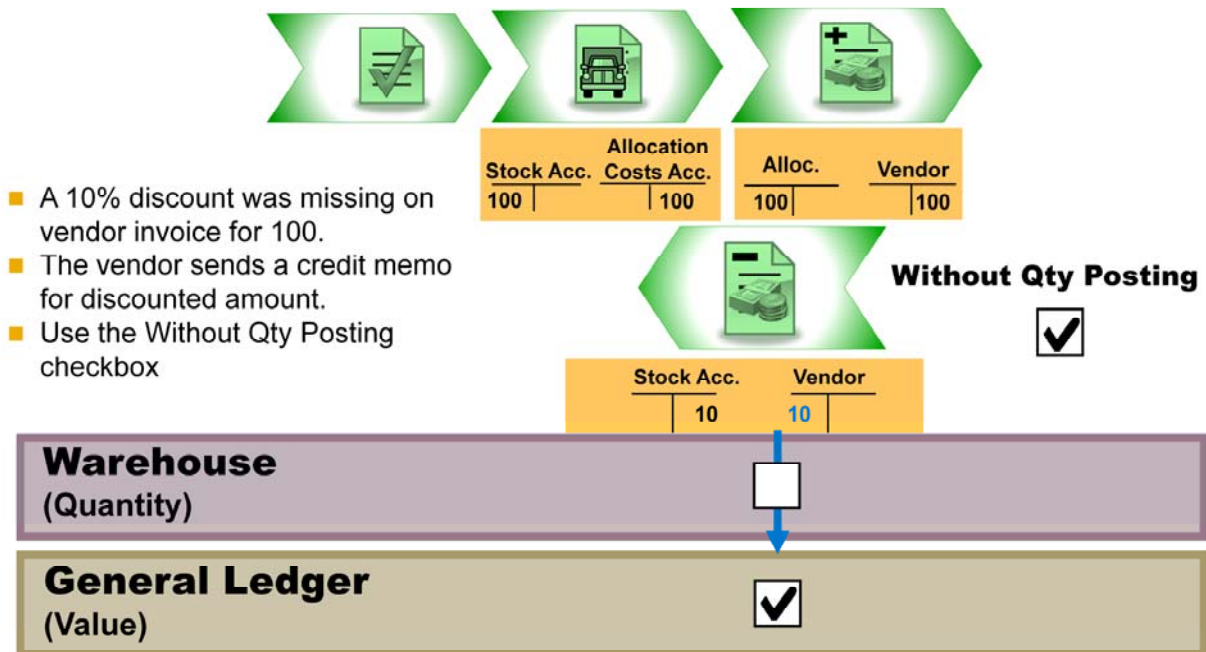 Allocation
Stock Acc. Costs Acc.
100 100
Alloc. Vendor
100 100
A 10% discount was missing on
vendor invoice for 100.
The vendor sends a credit memo
for discounted amount.
Use the Without Qty Posting
checkbox
Without Qty Posting
Stock Acc. Vendor
10 10
Warehouse
(Quantity)
General Ledger
(Value)